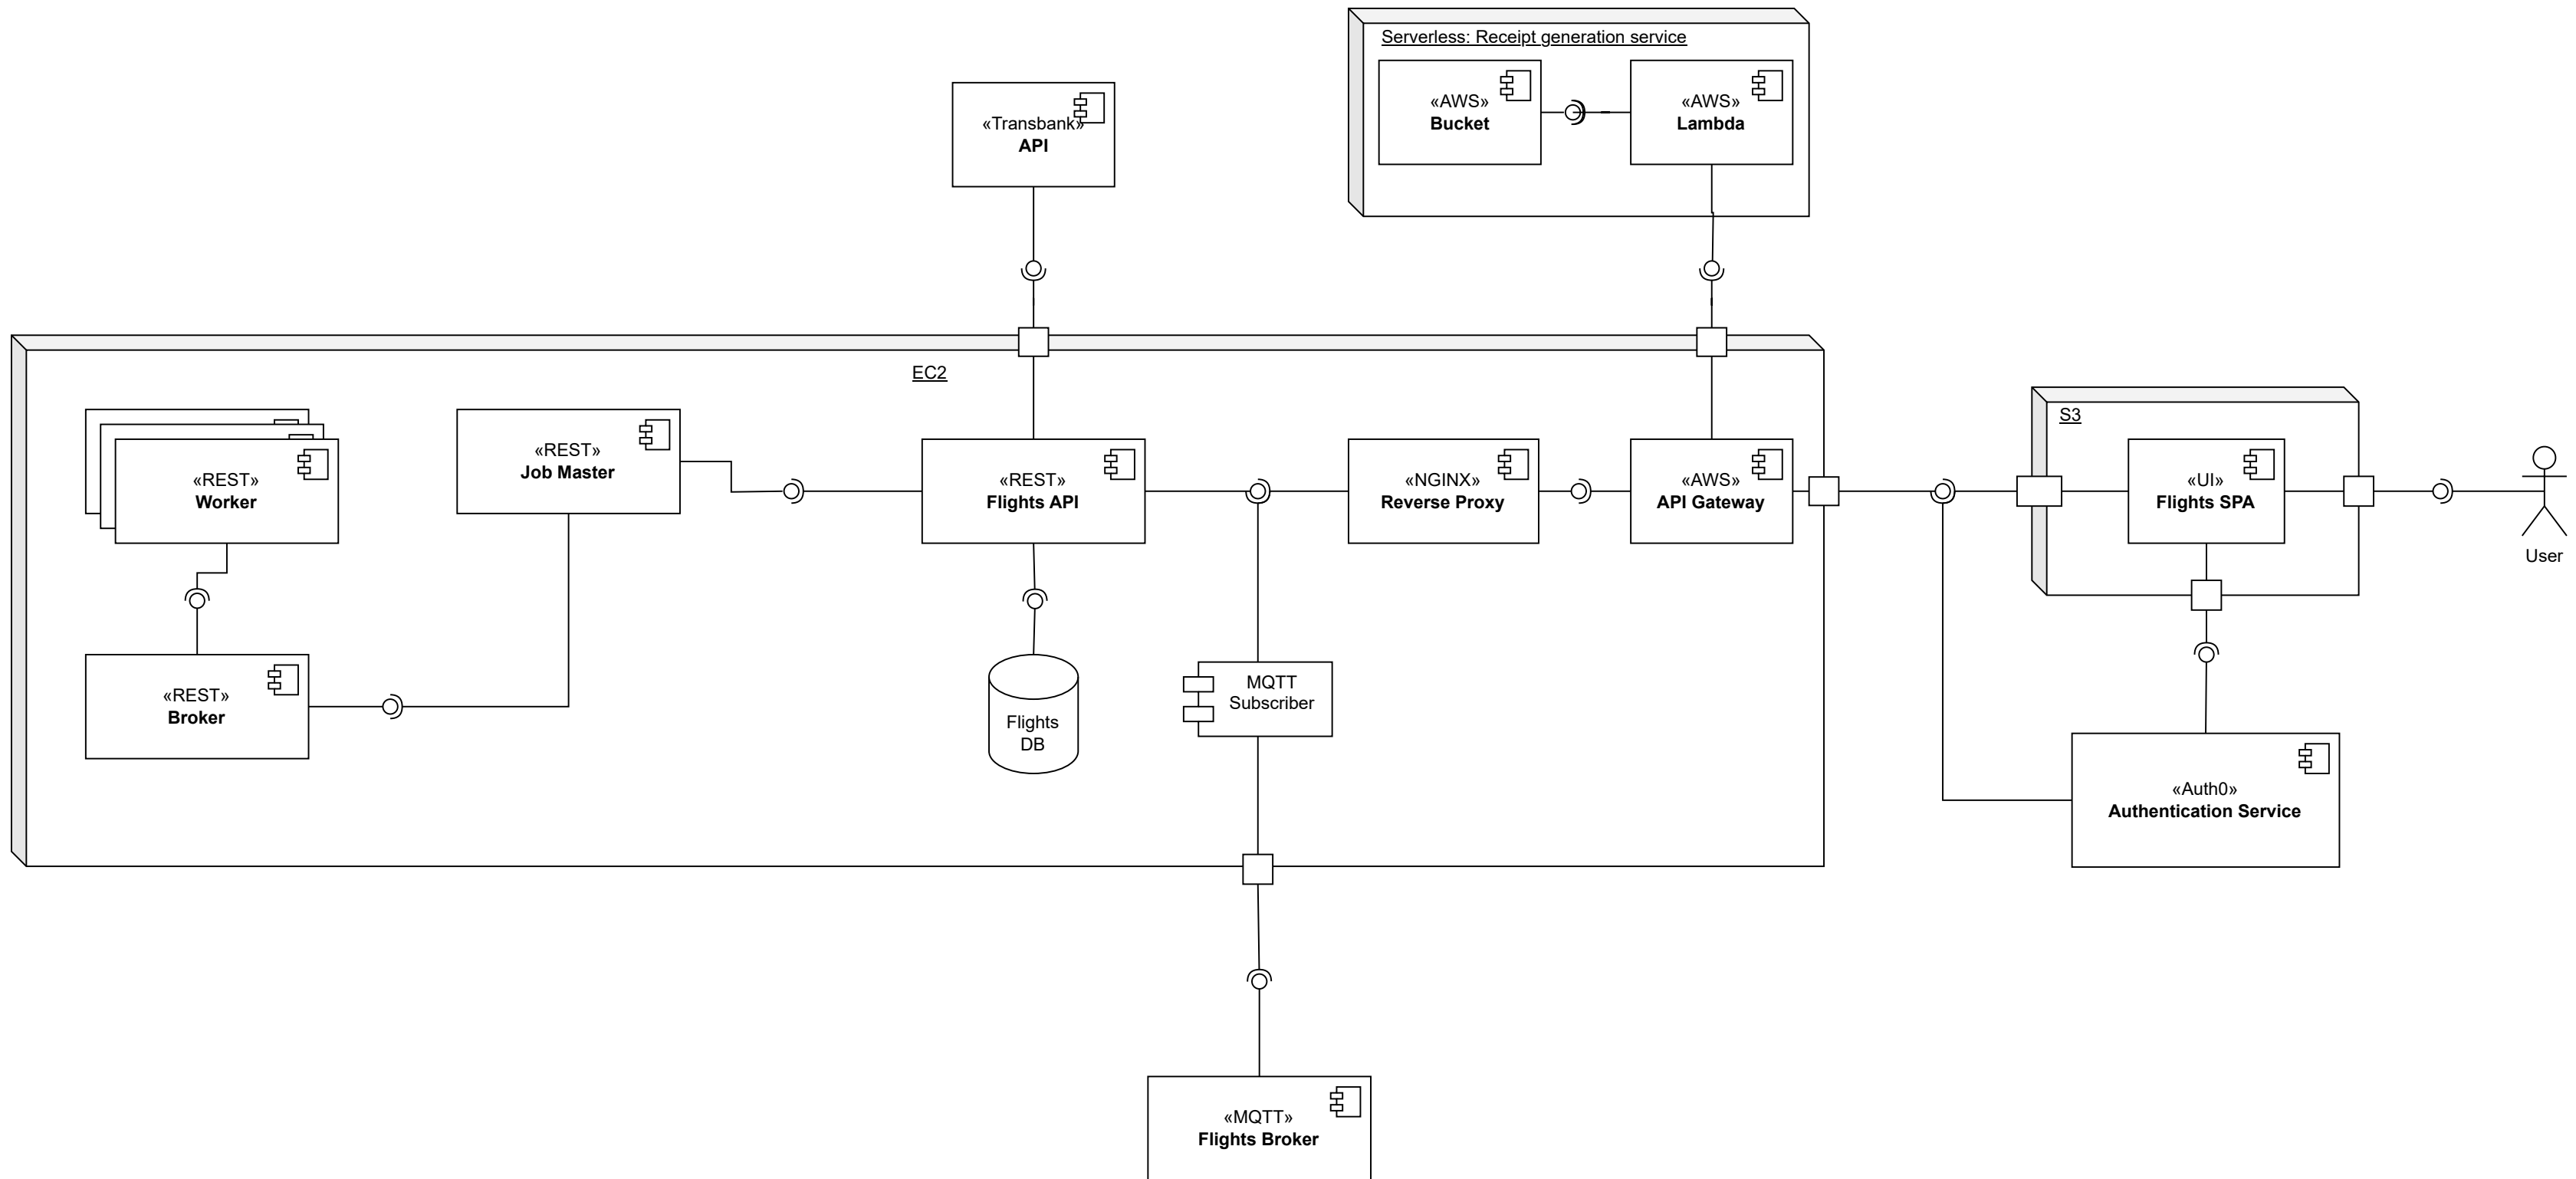 Serverless: Receipt generation service
«AWS»
Bucket
«AWS»
Lambda
«Transbank»
API
EC2
«REST»
Worker
«REST»
Job Master
«REST»
Flights API
«NGINX»
Reverse Proxy
«AWS»
API Gateway
S3
«UI»
Flights SPA
User
«REST»
Broker
Flights
DB
MQTT
Subscriber
«Auth0»
Authentication Service
«MQTT»
Flights Broker